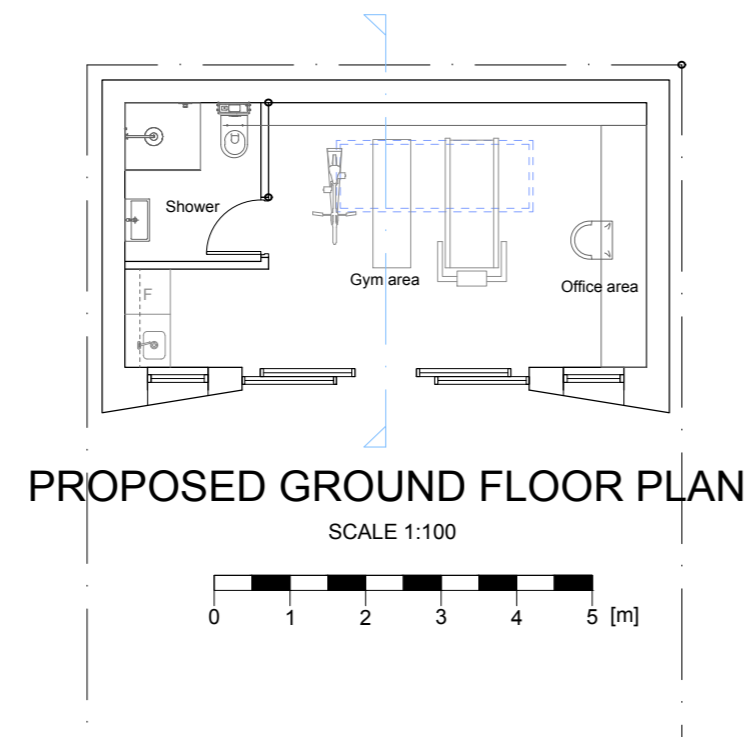 Shower
Gym area
Office area
F
PROPOSED GROUND FLOOR PLAN
SCALE 1:100
0 1 2 3 4 5 [m]